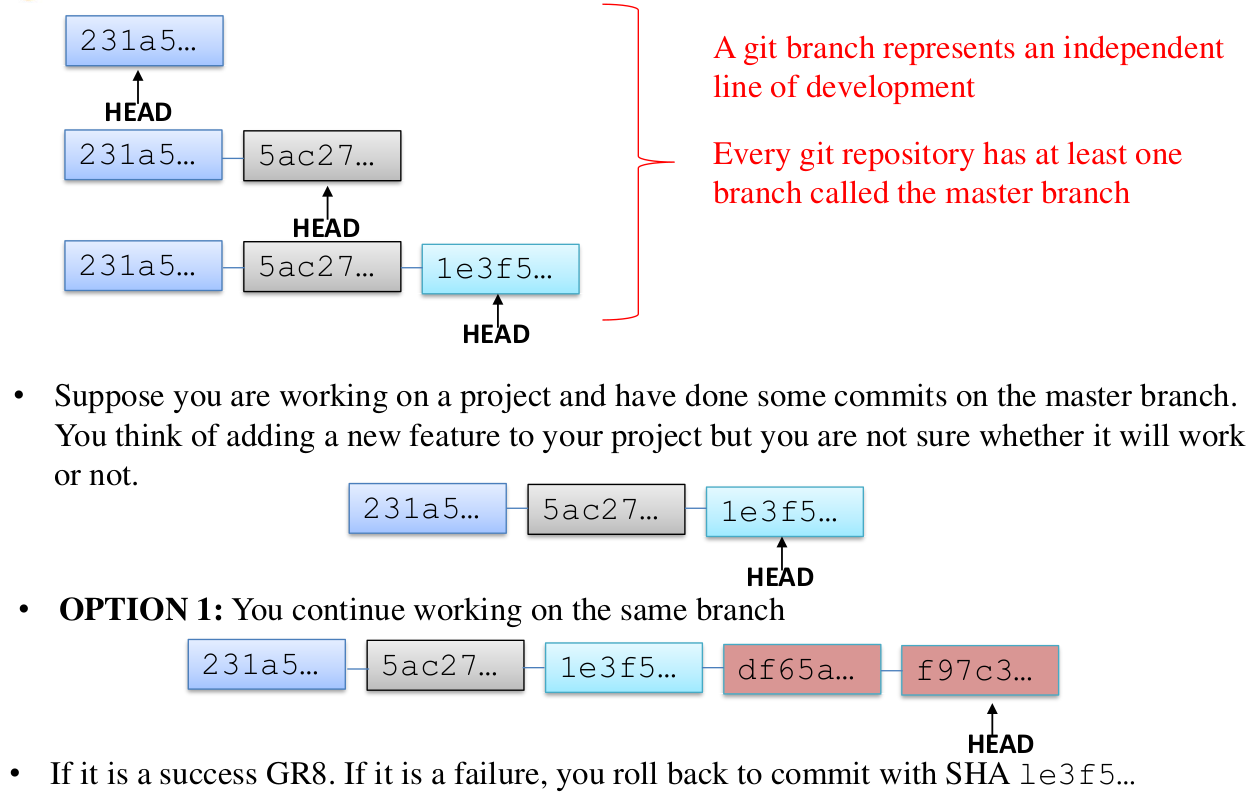 231a5…
HEAD
231a5… 5ac27…
HEAD
231a5… 5ac27… 1e3f5…
HEAD
A git branch represents an independent
line of development
Every git repository has at least one
branch called the master branch
• Suppose you are working on a project and have done some commits on the master branch.
You think of adding a new feature to your project but you are not sure whether it will work
or not.
231a5… 5ac27… 1e3f5…
HEAD
• OPTION 1: You continue working on the same branch
231a5… 5ac27… 1e3f5… df65a… f97c3…
HEAD
• If it is a success GR8. If it is a failure, you roll back to commit with SHA 1e3f5…